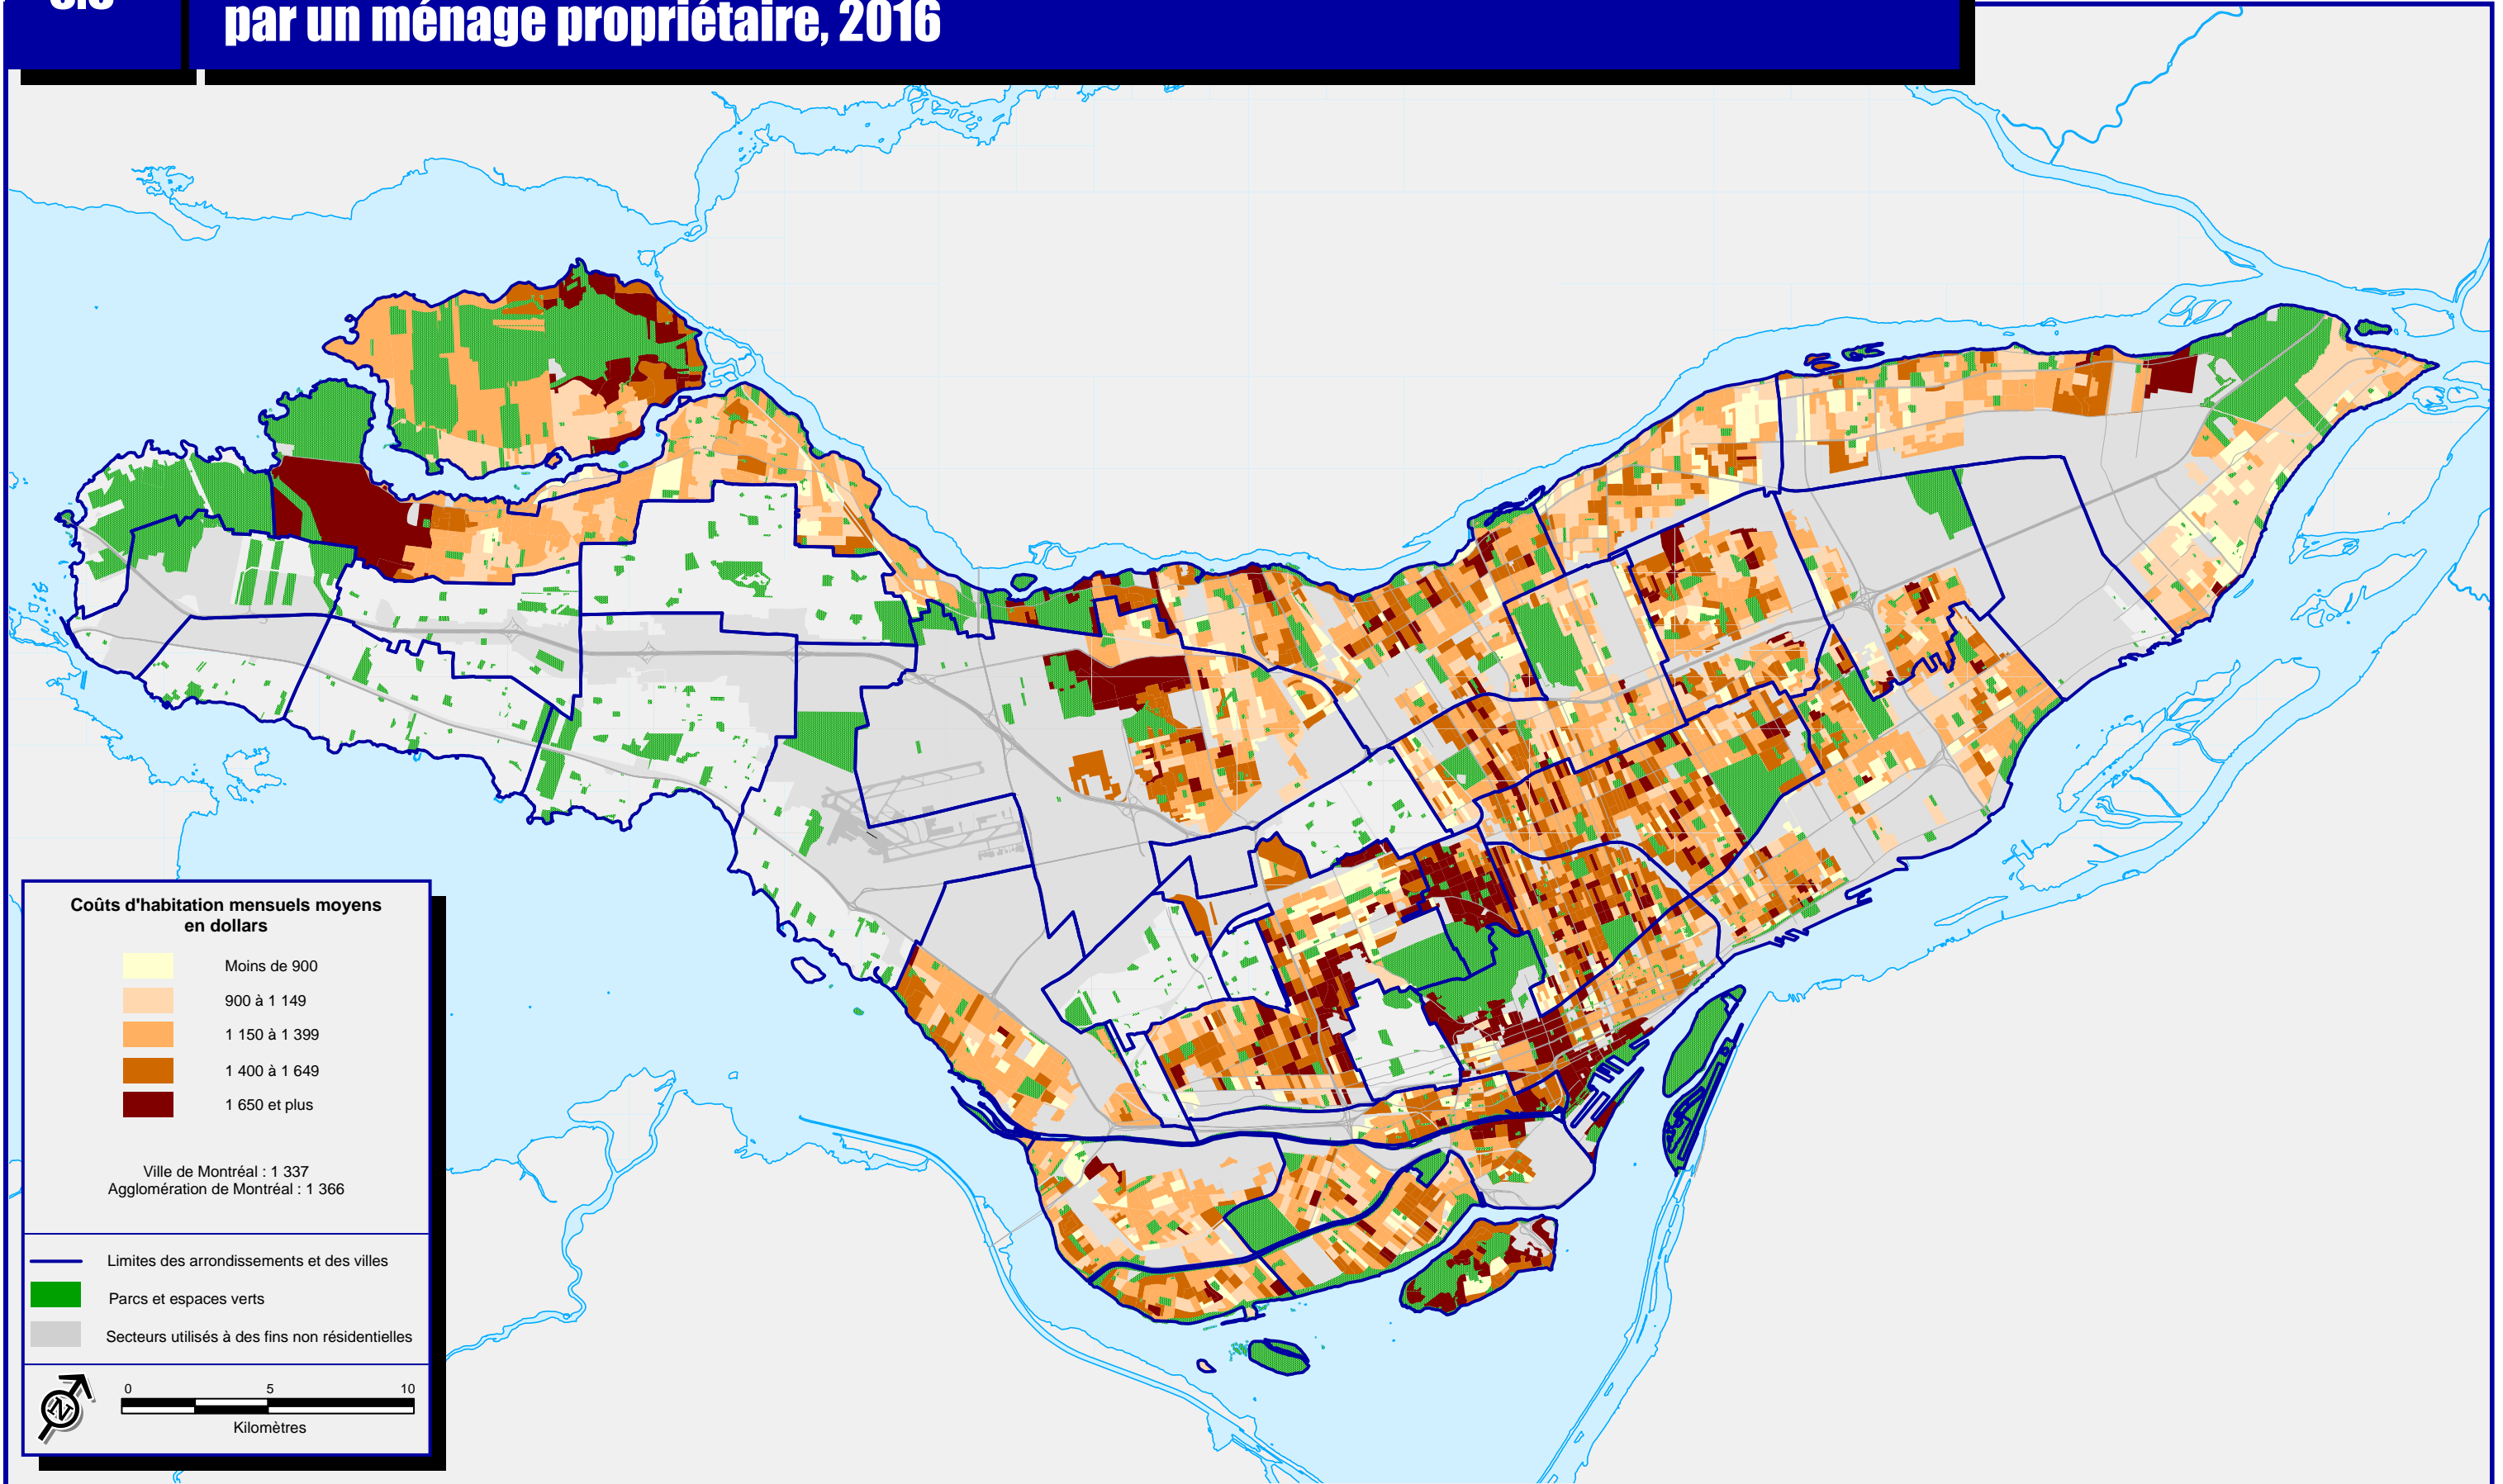 par un ménage propriétaire, 2016
Coûts d'habitation mensuels moyens
en dollars
Moins de 900
900 à 1 149
1 150 à 1 399
1 400 à 1 649
1 650 et plus
Ville de Montréal : 1 337
Agglomération de Montréal : 1 366
Limites des arrondissements et des villes
Parcs et espaces verts
Secteurs utilisés à des fins non résidentielles
N
0 5 10
Kilomètres